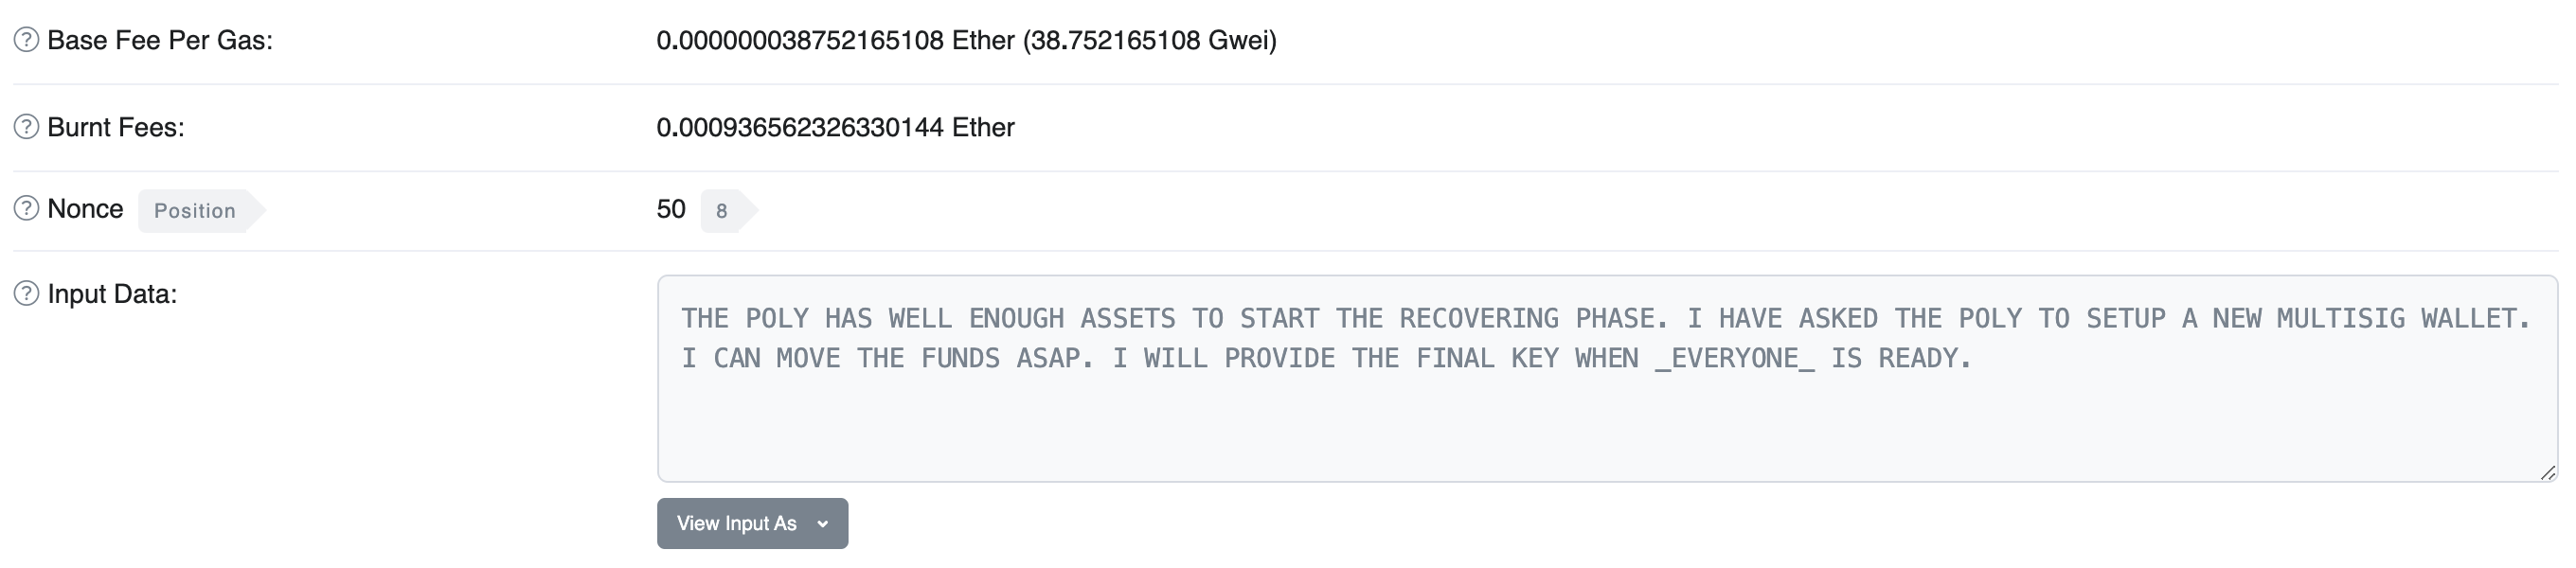 Base Fee Per Gas: 0.000000038752165108 Ether (38.752165108 Gwei)
Burnt Fees: 0.000936562326330144 Ether
Nonce Position 50 8
Input Data:
THE POLY HAS WELL ENOUGH ASSETS TO START THE RECOVERING PHASE. I HAVE ASKED THE POLY TO SETUP A NEW MULTISIG WALLET.
I CAN MOVE THE FUNDS ASAP. I WILL PROVIDE THE FINAL KEY WHEN _EVERYONE_ IS READY.
View Input As